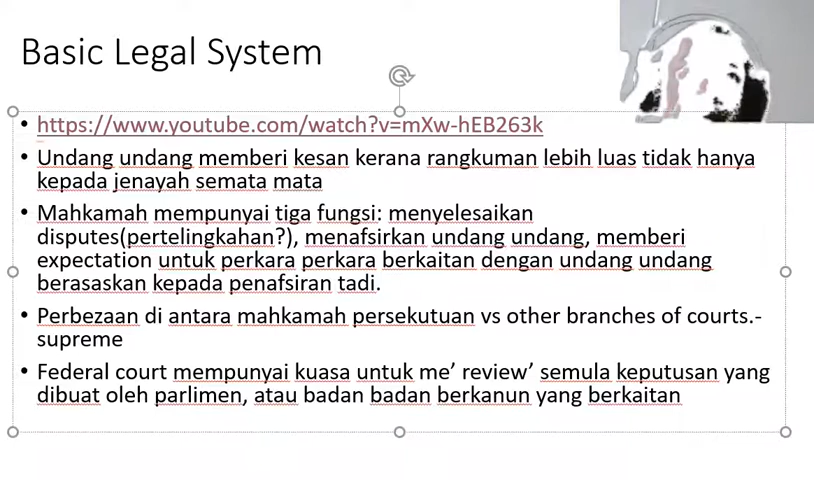 Basic Legal System
• https://www.youtube.com/watch?v=mXw-hEB263k
• Undang undang memberi kesan kerana rangkuman lebih luas tidak hanya
kepada jenayah semata mata
• Mahkamah mempunyai tiga fungsi: menyelesaikan
disputes(pertelingkahan?), menafsirkan undang undang, memberi
expectation untuk perkara perkara berkaitan dengan undang undang
berasaskan kepada penafsiran tadi.
• Perbezaan di antara mahkamah persekutuan vs other branches of courts.-
supreme
• Federal court mempunyai kuasa untuk me’ review’ semula keputusan yang
dibuat oleh parlimen, atau badan badan berkanun yang berkaitan